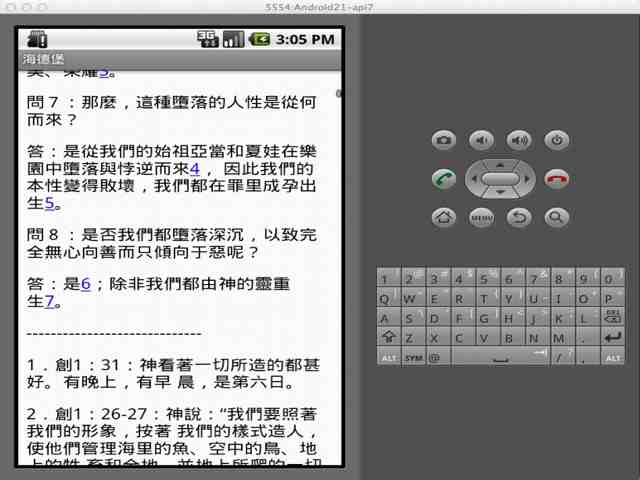 5554:Android21-api7
3G
3:05 PM
海德堡
美、榮耀3。
問7：那麼，這種墮落的人性是從何
而來？
答：是從我們的始祖亞當和夏娃在樂
園中墮落與悖逆而來4， 因此我們的
本性變得敗壞，我們都在罪里成孕出
生5。
問8：是否我們都墮落深沉，以致完
全無心向善而只傾向于惡呢？
答：是6；除非我們都由神的靈重
生7。
-----------------------------
1．創1：31：神看著一切所造的都甚
好。有晚上，有早 晨，是第六日。
2．創1：26-27：神說：“我們要照著
我們的形象，按著 我們的樣式造人，
使他們管理海里的魚、空中的鳥、地
上的牲 畜和全地，並地上所爬的一切
MENU
1 2 3 4 5 6 7 8 9 0
Q W E R T Y U I O P
A S D F G H J K L DEL
Z X C V B N M .
ALT SYM @ / , ALT